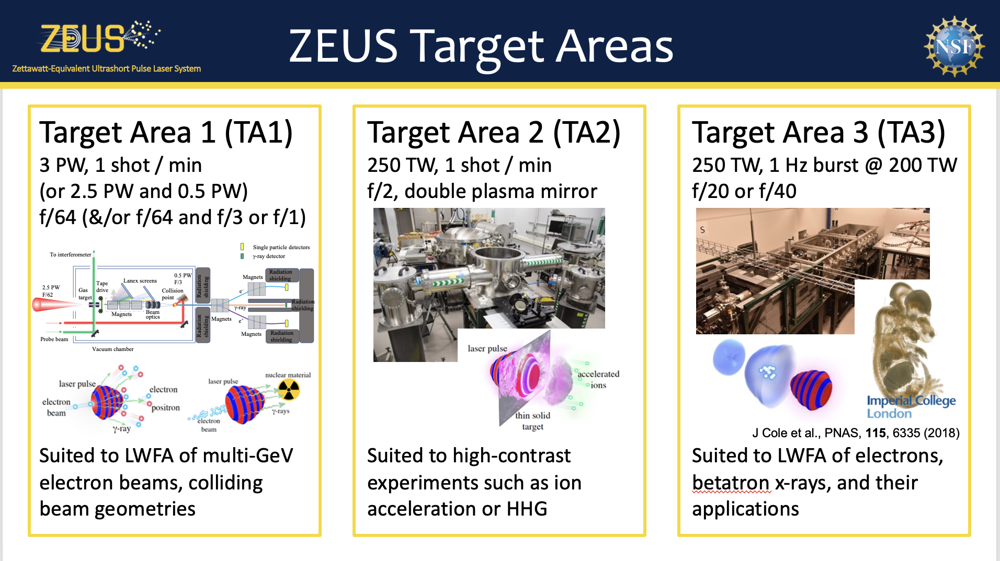 ZEUS
Zettawatt-Equivalent Ultrashort Pulse Laser System
ZEUS Target Areas
NSF
Target Area 1 (TA1)
3 PW, 1 shot / min
(or 2.5 PW and 0.5 PW)
f/64 (&/or f/64 and f/3 or f/1)
Single particle detectors
γ-ray detector
To interferometer
2.5 PW
F/62
Gas
target
Tape
drive
Lanex screens
0.5 PW
F/3
Collision
point
Magnets
Beam
optics
Radiation
shielding
Radiation
shielding
Magnets
Magnets
Radiation
shielding
e-
γ-ray
e+
Radiation
shielding
Magnets
Radiation
shielding
Probe beam
Vacuum chamber
laser pulse
electron
beam
electron
positron
γ-ray
laser pulse
nuclear material
γ-rays
electron
beam
Suited to LWFA of multi-GeV
electron beams, colliding
beam geometries
Target Area 2 (TA2)
250 TW, 1 shot / min
f/2, double plasma mirror
laser pulse
accelerated
ions
thin solid
target
Suited to high-contrast
experiments such as ion
acceleration or HHG
Target Area 3 (TA3)
250 TW, 1 Hz burst @ 200 TW
f/20 or f/40
S
Imperial College
London
J Cole et al., PNAS, 115, 6335 (2018)
Suited to LWFA of electrons,
betatron x-rays, and their
applications